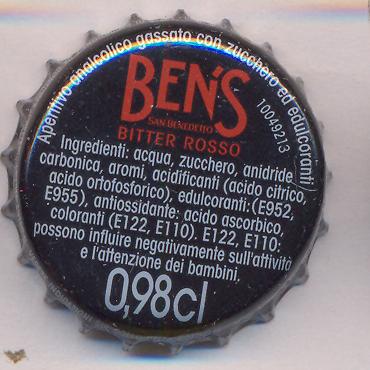 Aperitivo analcolico gassato con zucchero ed edulcoranti
BEN'S
SAN BENEDETTO
BITTER ROSSO
10049213
Ingredienti: acqua, zucchero, anidride
carbonica, aromi, acidificanti (acido citrico,
acido ortofosforico), edulcoranti: (E952,
E955), antiossidante: acido ascorbico,
coloranti (E122, E110). E122, E110:
possono influire negativamente sull'attività
e l'attenzione dei bambini.
0,98cl